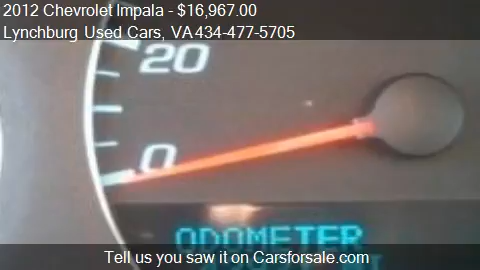 2012 Chevrolet Impala - $16,967.00
Lynchburg Used Cars, VA 434-477-5705
20
0
ODOMETER
Tell us you saw it on Carsforsale.com